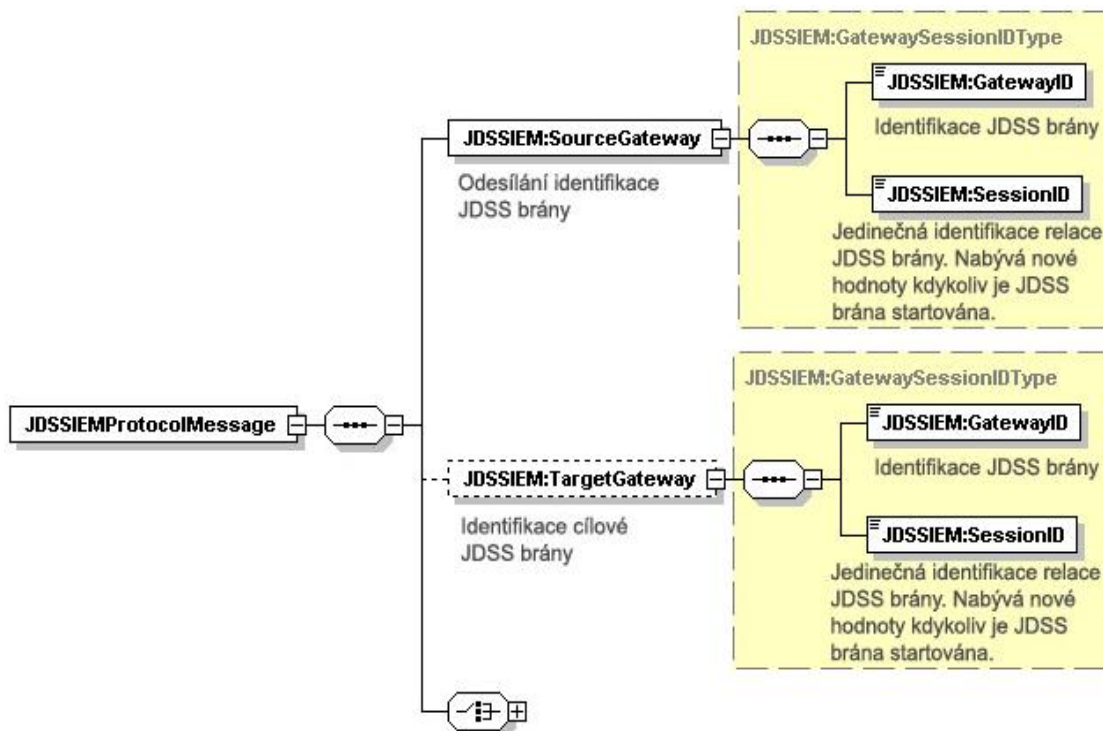 JDSSIEM:GatewaySessionIDType
JDSSIEM:GatewayID
Identifikace JDSS brány
JDSSIEM:SourceGateway
Odesílání identifikace
JDSS brány
JDSSIEM:SessionID
Jedinečná identifikace relace
JDSS brány. Nabývá nové
hodnoty kdykoliv je JDSS
brána startována.
JDSSIEMProtocolMessage
JDSSIEM:GatewaySessionIDType
JDSSIEM:GatewayID
Identifikace JDSS brány
JDSSIEM:TargetGateway
Identifikace cílové
JDSS brány
JDSSIEM:SessionID
Jedinečná identifikace relace
JDSS brány. Nabývá nové
hodnoty kdykoliv je JDSS
brána startována.